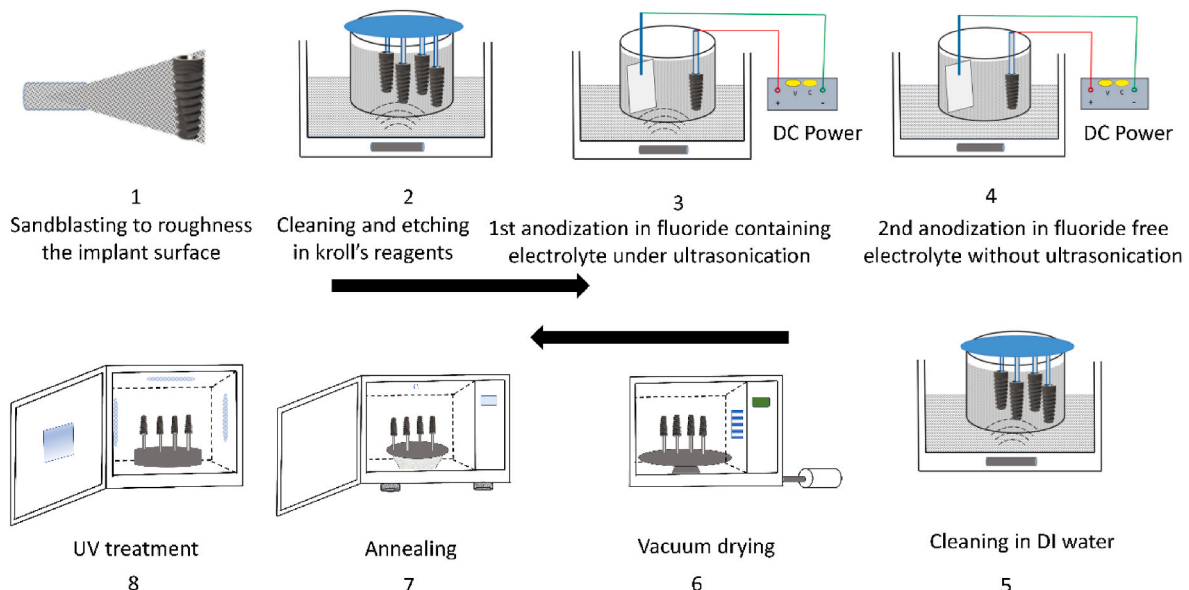 + V C -
DC Power
+ V C -
DC Power
1
Sandblasting to roughness
the implant surface
2
Cleaning and etching
in kroll's reagents
3
1st anodization in fluoride containing
electrolyte under ultrasonication
4
2nd anodization in fluoride free
electrolyte without ultrasonication
UV treatment
8
Annealing
7
Vacuum drying
6
Cleaning in DI water
5